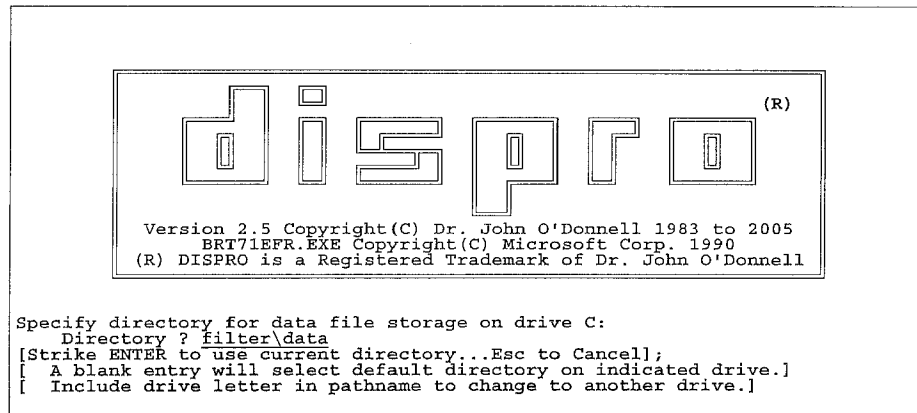 dispro (R)
Version 2.5 Copyright(C) Dr. John O'Donnell 1983 to 2005
BRT71EFR.EXE Copyright(C) Microsoft Corp. 1990
(R) DISPRO is a Registered Trademark of Dr. John O'Donnell
Specify directory for data file storage on drive C:
Directory ? filter\data
[Strike ENTER to use current directory...Esc to Cancel];
[ A blank entry will select default directory on indicated drive.]
[ Include drive letter in pathname to change to another drive.]